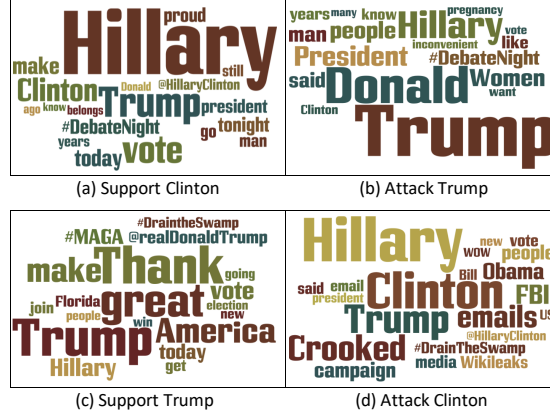 proud
Hillary
make
still
Clinton Donald @HillaryClinton
ago know belongs Trump president
#DebateNight go tonight
years
man
today vote
years many know pregnancy
man people Hillary vote
inconvenient like
President #DebateNight
said Donald Women
want
Clinton
Trump
(a) Support Clinton
(b) Attack Trump
#DraintheSwamp
#MAGA @realDonaldTrump
make Thank going
join Florida great vote
people election
new
Trump win America
today
Hillary get
Hillary new vote
wow people
Bill Obama
said email Clinton FBI
president
Trump emails US
@HillaryClinton
Crooked #DrainTheSwamp
campaign media Wikileaks
(c) Support Trump
(d) Attack Clinton